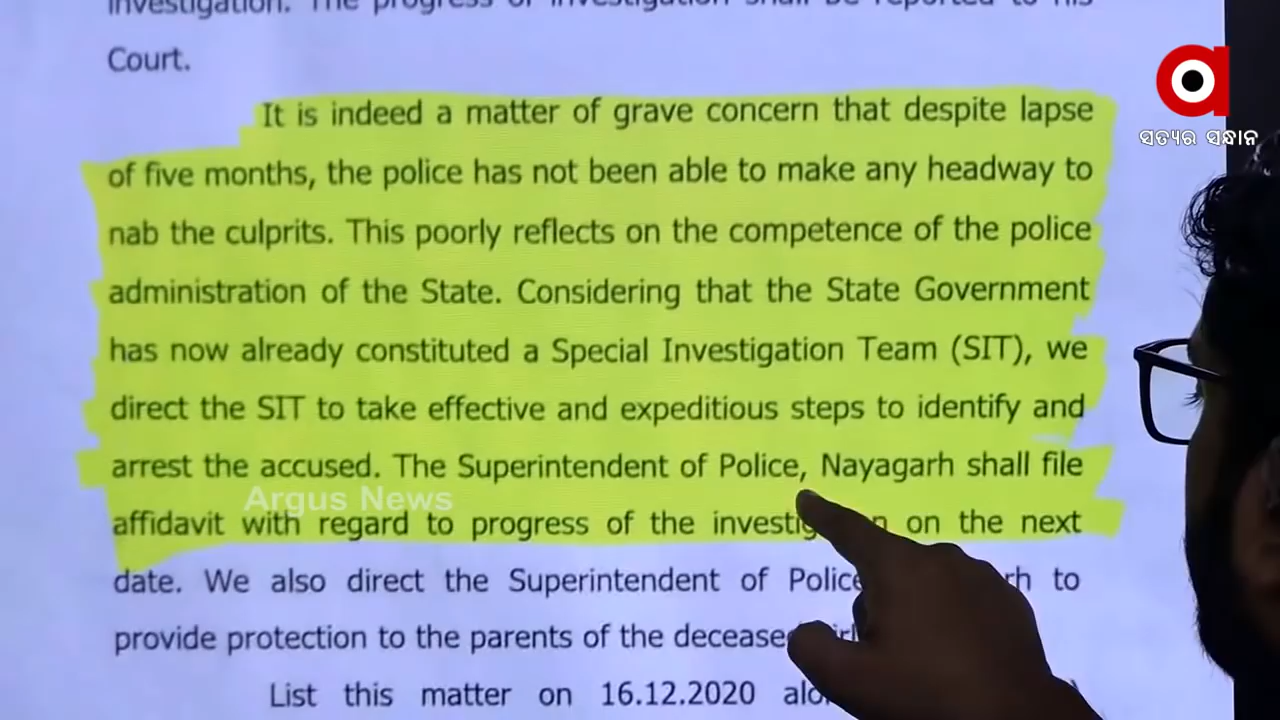 investigation. The progress of investigation shall be reported to his
Court.
It is indeed a matter of grave concern that despite lapse
of five months, the police has not been able to make any headway to
nab the culprits. This poorly reflects on the competence of the police
administration of the State. Considering that the State Government
has now already constituted a Special Investigation Team (SIT), we
direct the SIT to take effective and expeditious steps to identify and
arrest the accused. The Superintendent of Police, Nayagarh shall file
affidavit with regard to progress of the on the next
date. We also direct the Superintendent of Police to
provide protection to the parents of the
List this matter on 16.12.2020
ସତ୍ୟର ସନ୍ଧାନ
Argus News